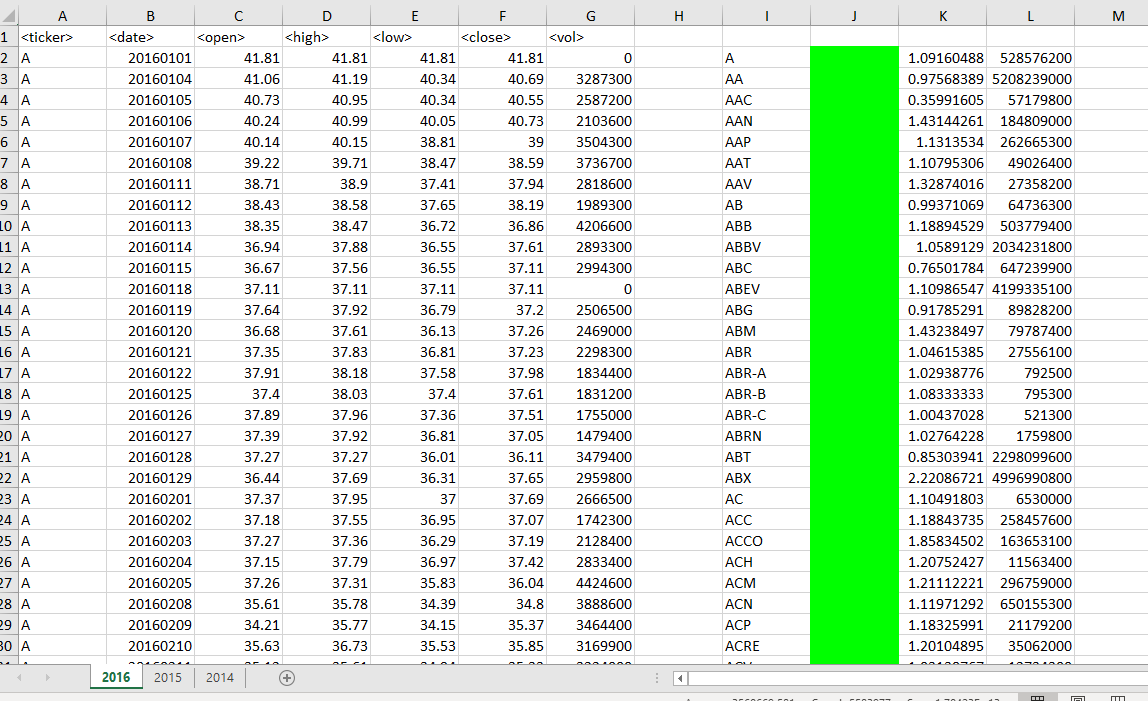 A B C D E F G H I J K L M
1 <ticker> <date> <open> <high> <low> <close> <vol>
2 A 20160101 41.81 41.81 41.81 41.81 0 A 1.09160488 528576200
3 A 20160104 41.06 41.19 40.34 40.69 3287300 AA 0.97568389 5208239000
4 A 20160105 40.73 40.95 40.34 40.55 2587200 AAC 0.35991605 57179800
5 A 20160106 40.24 40.99 40.05 40.73 2103600 AAN 1.43144261 184809000
6 A 20160107 40.14 40.15 38.81 39 3504300 AAP 1.1313534 262665300
7 A 20160108 39.22 39.71 38.47 38.59 3736700 AAT 1.10795306 49026400
8 A 20160111 38.71 38.9 37.41 37.94 2818600 AAV 1.32874016 27358200
9 A 20160112 38.43 38.58 37.65 38.19 1989300 AB 0.99371069 64736300
10 A 20160113 38.35 38.47 36.72 36.86 4206600 ABB 1.18894529 503779400
11 A 20160114 36.94 37.88 36.55 37.61 2893300 ABBV 1.0589129 2034231800
12 A 20160115 36.67 37.56 36.55 37.11 2994300 ABC 0.76501784 647239900
13 A 20160118 37.11 37.11 37.11 37.11 0 ABEV 1.10986547 4199335100
14 A 20160119 37.64 37.92 36.79 37.2 2506500 ABG 0.91785291 89828200
15 A 20160120 36.68 37.61 36.13 37.26 2469000 ABM 1.43238497 79787400
16 A 20160121 37.35 37.83 36.81 37.23 2298300 ABR 1.04615385 27556100
17 A 20160122 37.91 38.18 37.58 37.98 1834400 ABR-A 1.02938776 792500
18 A 20160125 37.4 38.03 37.4 37.61 1831200 ABR-B 1.08333333 795300
19 A 20160126 37.89 37.96 37.36 37.51 1755000 ABR-C 1.00437028 521300
20 A 20160127 37.39 37.92 36.81 37.05 1479400 ABRN 1.02764228 1759800
21 A 20160128 37.27 37.27 36.01 36.11 3479400 ABT 0.85303941 2298099600
22 A 20160129 36.44 37.69 36.31 37.65 2959800 ABX 2.22086721 4996990800
23 A 20160201 37.37 37.95 37 37.69 2666500 AC 1.10491803 6530000
24 A 20160202 37.18 37.55 36.95 37.07 1742300 ACC 1.18843735 258457600
25 A 20160203 37.27 37.36 36.29 37.19 2128400 ACCO 1.85834502 163653100
26 A 20160204 37.15 37.79 36.97 37.42 2833400 ACH 1.20752427 11563400
27 A 20160205 37.26 37.31 35.83 36.04 4424600 ACM 1.21112221 296759000
28 A 20160208 35.61 35.78 34.39 34.8 3888600 ACN 1.11971292 650155300
29 A 20160209 34.21 35.77 34.15 35.37 3464400 ACP 1.18325991 21179200
30 A 20160210 35.63 36.73 35.53 35.85 3169900 ACRE 1.20104895 35062000
2016 2015 2014